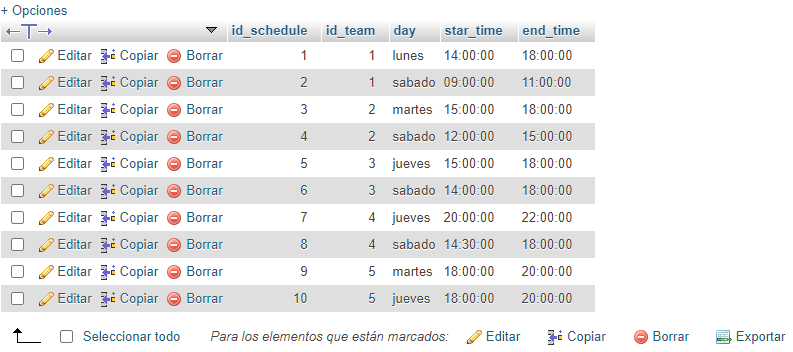 + Opciones
id_schedule id_team day star_time end_time
Editar Copiar Borrar 1 1 lunes 14:00:00 18:00:00
Editar Copiar Borrar 2 1 sabado 09:00:00 11:00:00
Editar Copiar Borrar 3 2 martes 15:00:00 18:00:00
Editar Copiar Borrar 4 2 sabado 12:00:00 15:00:00
Editar Copiar Borrar 5 3 jueves 15:00:00 18:00:00
Editar Copiar Borrar 6 3 sabado 14:00:00 18:00:00
Editar Copiar Borrar 7 4 jueves 20:00:00 22:00:00
Editar Copiar Borrar 8 4 sabado 14:30:00 18:00:00
Editar Copiar Borrar 9 5 martes 18:00:00 20:00:00
Editar Copiar Borrar 10 5 jueves 18:00:00 20:00:00
Seleccionar todo Para los elementos que están marcados: Editar Copiar Borrar Exportar